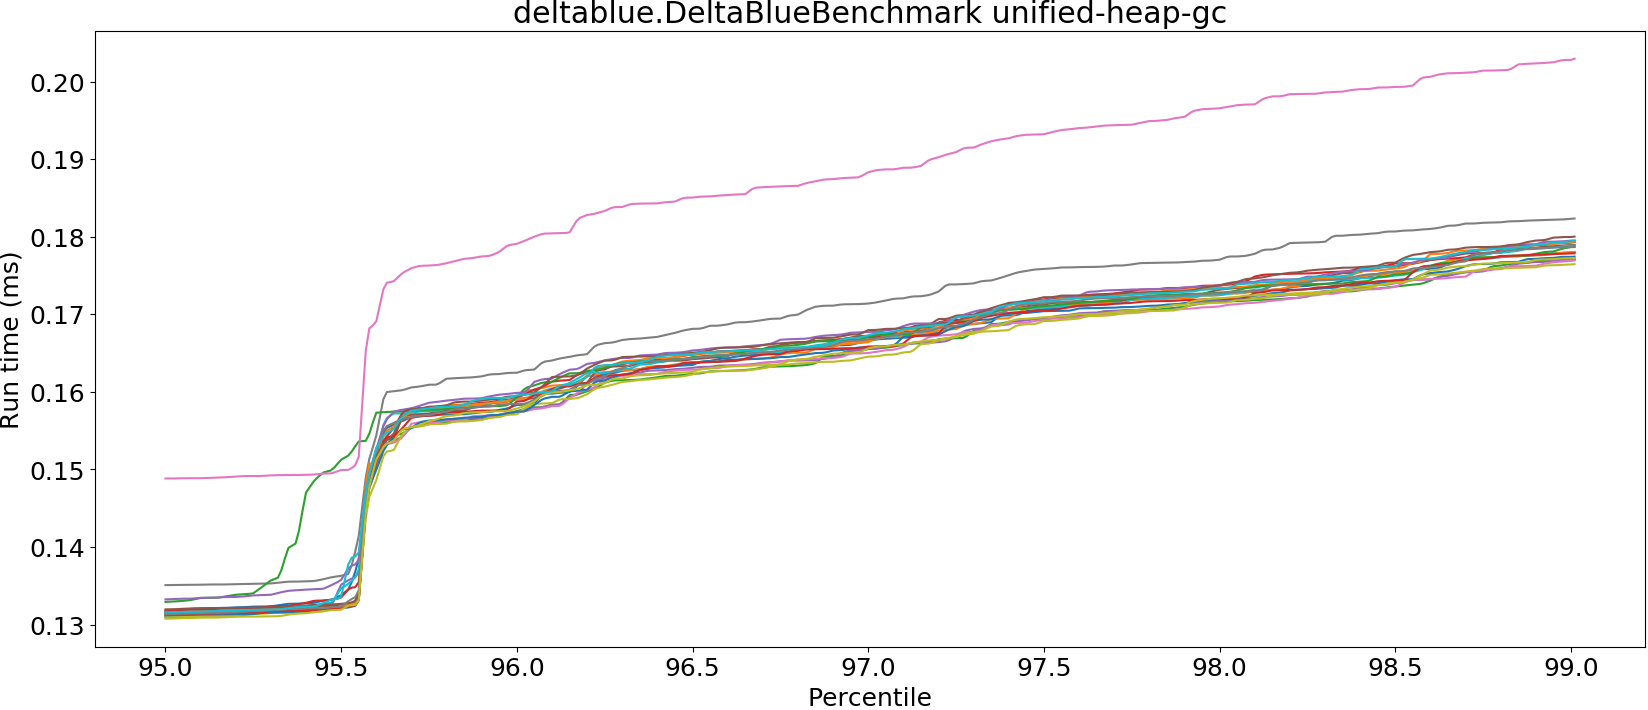 deltablue.DeltaBlueBenchmark unified-heap-gc
Run time (ms)
0.20
0.19
0.18
0.17
0.16
0.15
0.14
0.13
95.0 95.5 96.0 96.5 97.0 97.5 98.0 98.5 99.0
Percentile